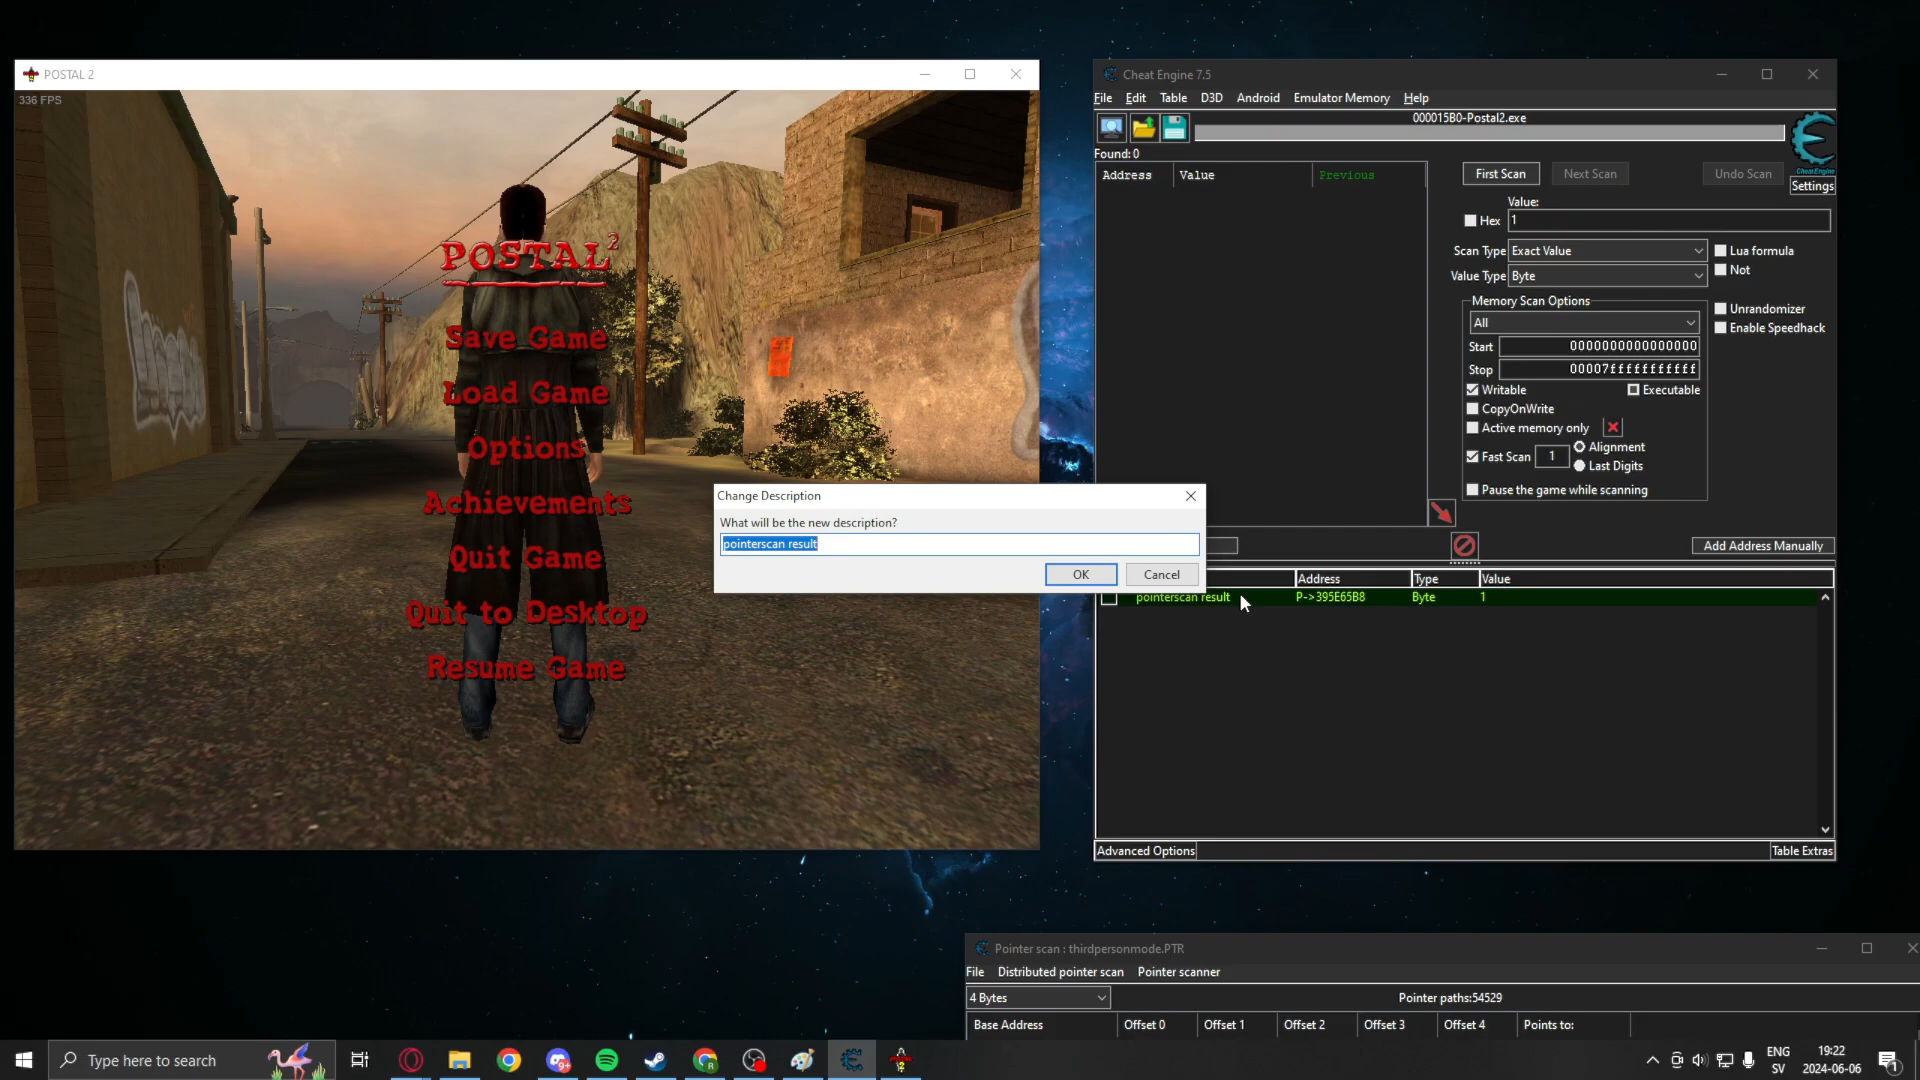 POSTAL 2
336 FPS
POSTAL 2
Save Game
Load Game
Options
Achievements
Quit Game
Quit to Desktop
Resume Game
Cheat Engine 7.5
File Edit Table D3D Android Emulator Memory Help
000015B0-Postal2.exe
Found: 0
Address Value Previous
First Scan Next Scan Undo Scan
Cheat Engine
Settings
Value:
Hex 1
Scan Type Exact Value Lua formula
Not
Value Type Byte
Memory Scan Options
All
Unrandomizer
Enable Speedhack
Start 0000000000000000
Stop 00007fffffffffff
Writable Executable
CopyOnWrite
Active memory only
Fast Scan 1 Alignment
Last Digits
Pause the game while scanning
Add Address Manually
Change Description
What will be the new description?
pointerscan result
OK Cancel
Address Type Value
pointerscan result P->395E65B8 Byte 1
Advanced Options Table Extras
Pointer scan : thirdpersonmode.PTR
File Distributed pointer scan Pointer scanner
4 Bytes Pointer paths:54529
Base Address Offset 0 Offset 1 Offset 2 Offset 3 Offset 4 Points to:
Type here to search
9+
R
ENG
SV
19:22
2024-06-06
1